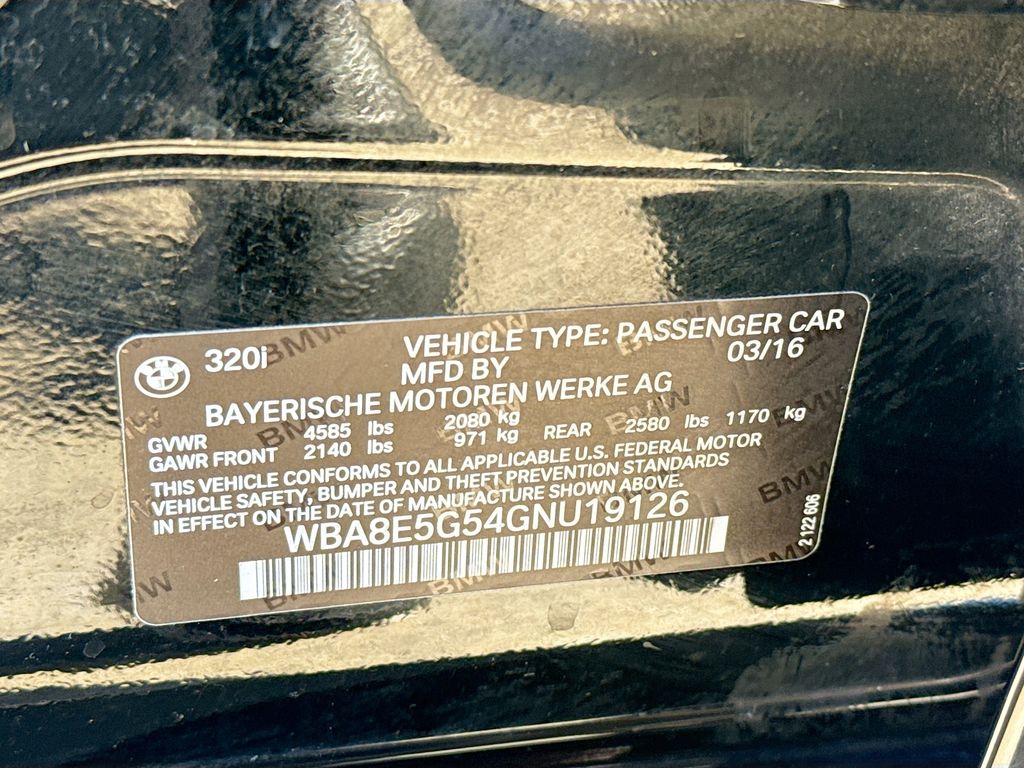 320i VEHICLE TYPE: PASSENGER CAR
MFD BY 03/16
BAYERISCHE MOTOREN WERKE AG
GVWR 4585 lbs 2080 kg
GAWR FRONT 2140 lbs 971 kg REAR 2580 lbs 1170 kg
THIS VEHICLE CONFORMS TO ALL APPLICABLE U.S. FEDERAL MOTOR
VEHICLE SAFETY, BUMPER AND THEFT PREVENTION STANDARDS
IN EFFECT ON THE DATE OF MANUFACTURE SHOWN ABOVE.
WBA8E5G54GNU19126
2 122 606